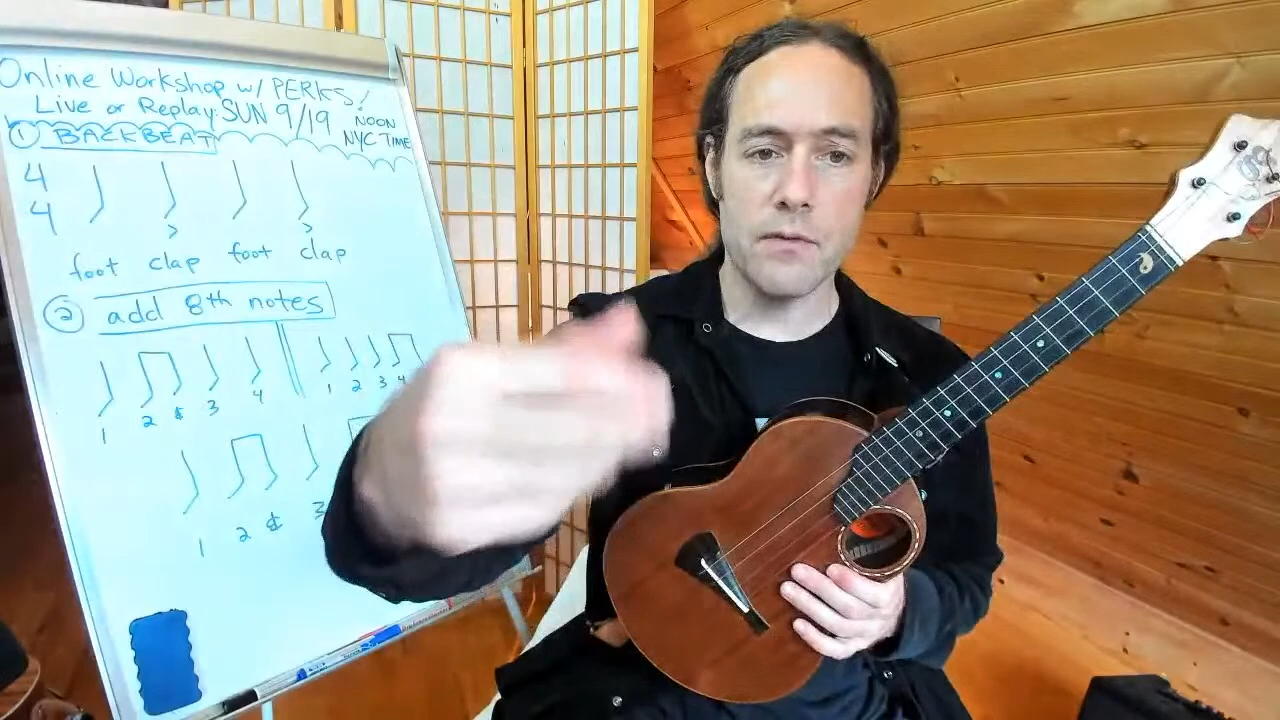 Online Workshop w/ PERKS!
Live or Replay: SUN 9/19 NOON
NYC TIME
① BACKBEAT
4
4
foot clap foot clap
② add 8th notes
1 2 & 3 4 1 2 3 4
1 2 & 3